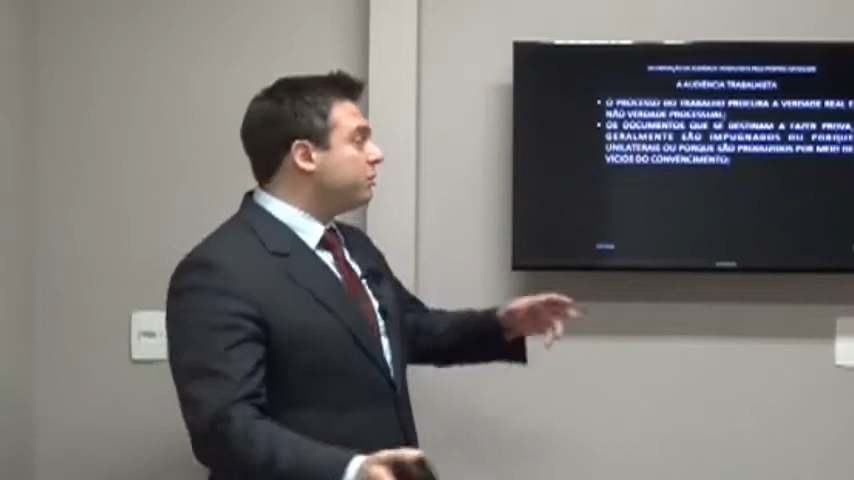 A AUDIÊNCIA TRABALHISTA
• O PROCESSO DO TRABALHO PROCURA A VERDADE REAL E
NÃO VERDADE PROCESSUAL;
• OS DOCUMENTOS QUE SE DESTINAM A FAZER PROVA,
GERALMENTE SÃO IMPUGNADOS OU PORQUE
UNILATERAIS OU PORQUE SÃO PRODUZIDOS POR MEIO DE
VÍCIOS DO CONVENCIMENTO;